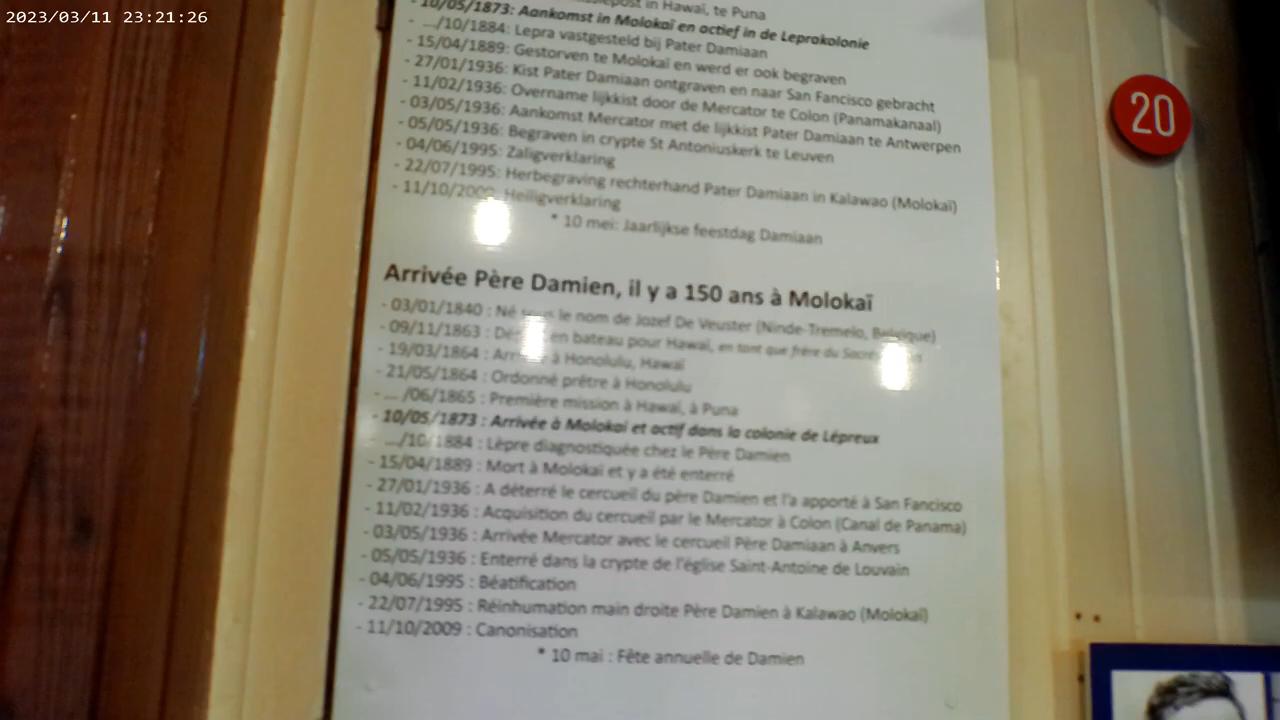 2023/03/11 23:21:26
in Hawaï, te Puna
- 10/05/1873: Aankomst in Molokaï en actief in de Leprakolonie
- .../10/1884: Lepra vastgesteld bij Pater Damiaan
- 15/04/1889: Gestorven te Molokaï en werd er ook begraven
- 27/01/1936: Kist Pater Damiaan ontgraven en naar San Fancisco gebracht
- 11/02/1936: Overname lijkkist door de Mercator te Colon (Panamakanaal)
- 03/05/1936: Aankomst Mercator met de lijkkist Pater Damiaan te Antwerpen
- 05/05/1936: Begraven in crypte St Antoniuskerk te Leuven
- 04/06/1995: Zaligverklaring
- 22/07/1995: Herbegraving rechterhand Pater Damiaan in Kalawao (Molokaï)
- 11/10/2009: Heiligverklaring
* 10 mei: Jaarlijkse feestdag Damiaan
20
Arrivée Père Damien, il y a 150 ans à Molokaï
- 03/01/1840 : Né sous le nom de Jozef De Veuster (Ninde-Tremelo, Belgique)
- 09/11/1863 : en bateau pour Hawaï, en tant que frère du Sacré
- 19/03/1864 : Arrivée à Honolulu, Hawaï
- 21/05/1864 : Ordonné prêtre à Honolulu
- ... /06/1865 : Première mission à Hawaï, à Puna
- 10/05/1873 : Arrivée à Molokai et actif dans la colonie de Lépreux
- .../10/1884 : Lèpre diagnostiquée chez le Père Damien
- 15/04/1889 : Mort à Molokaï et y a été enterré
- 27/01/1936 : A déterré le cercueil du père Damien et l'a apporté à San Fancisco
- 11/02/1936 : Acquisition du cercueil par le Mercator à Colon (Canal de Panama)
- 03/05/1936 : Arrivée Mercator avec le cercueil Père Damiaan à Anvers
- 05/05/1936 : Enterré dans la crypte de l'église Saint-Antoine de Louvain
- 04/06/1995 : Béatification
- 22/07/1995 : Réinhumation main droite Père Damien à Kalawao (Molokaï)
- 11/10/2009 : Canonisation
* 10 mai : Fête annuelle de Damien